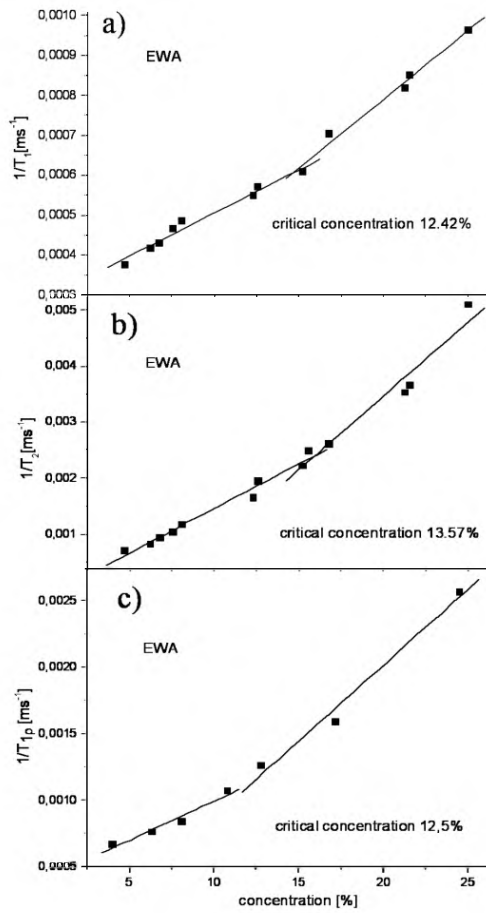 a)
EWA
0,0010
0,0009
0,0008
0,0007
0,0006
0,0005
0,0004
0,0003
1/T1[ms-1]
critical concentration 12.42%
b)
EWA
0,005
0,004
0,003
0,002
0,001
1/T2[ms-1]
critical concentration 13.57%
c)
EWA
0,0025
0,0020
0,0015
0,0010
0,0005
1/T1ρ [ms-1]
critical concentration 12,5%
5 10 15 20 25
concentration [%]